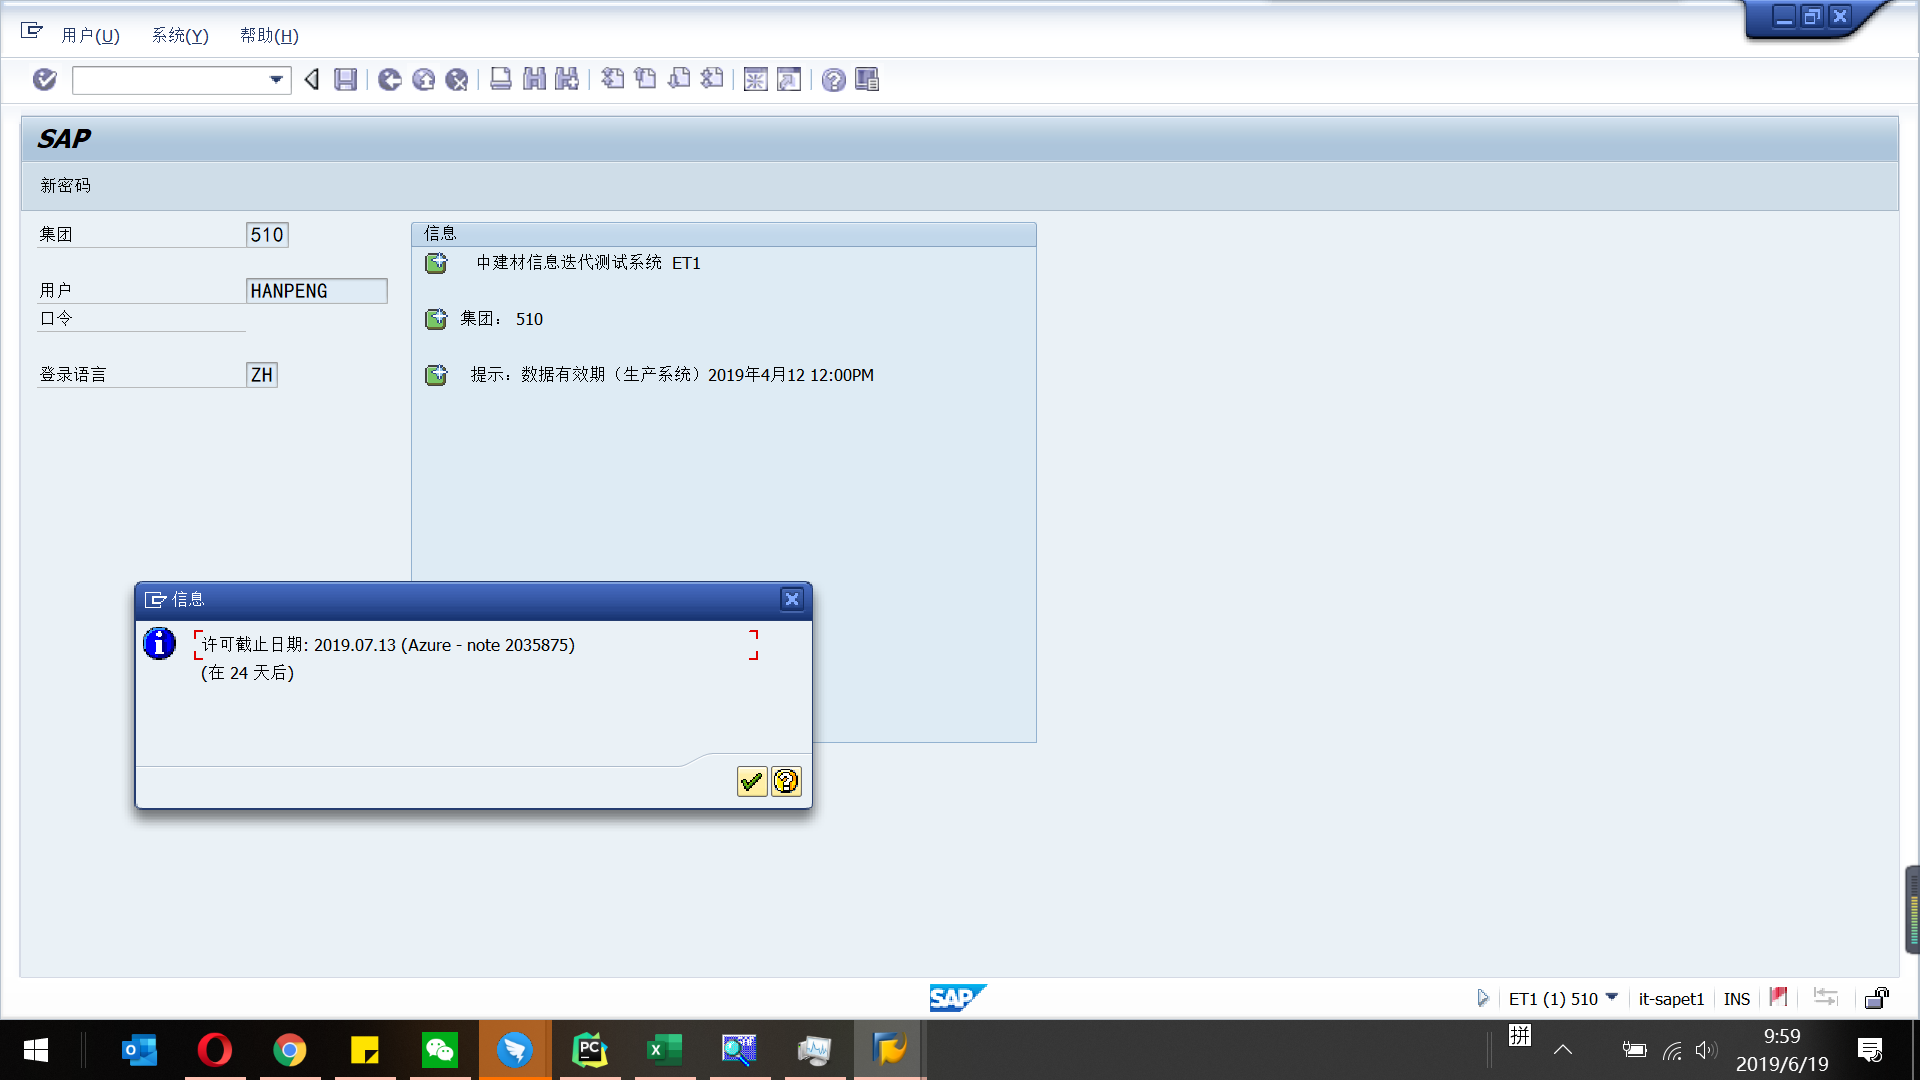 用户(U) 系统(Y) 帮助(H)
SAP
新密码
集团 510
用户 HANPENG
口令
登录语言 ZH
信息
中建材信息迭代测试系统 ET1
集团： 510
提示：数据有效期（生产系统）2019年4月12 12:00PM
信息
许可截止日期: 2019.07.13 (Azure - note 2035875)
(在 24 天后)
SAP
ET1 (1) 510 it-sapet1 INS
拼
9:59
2019/6/19